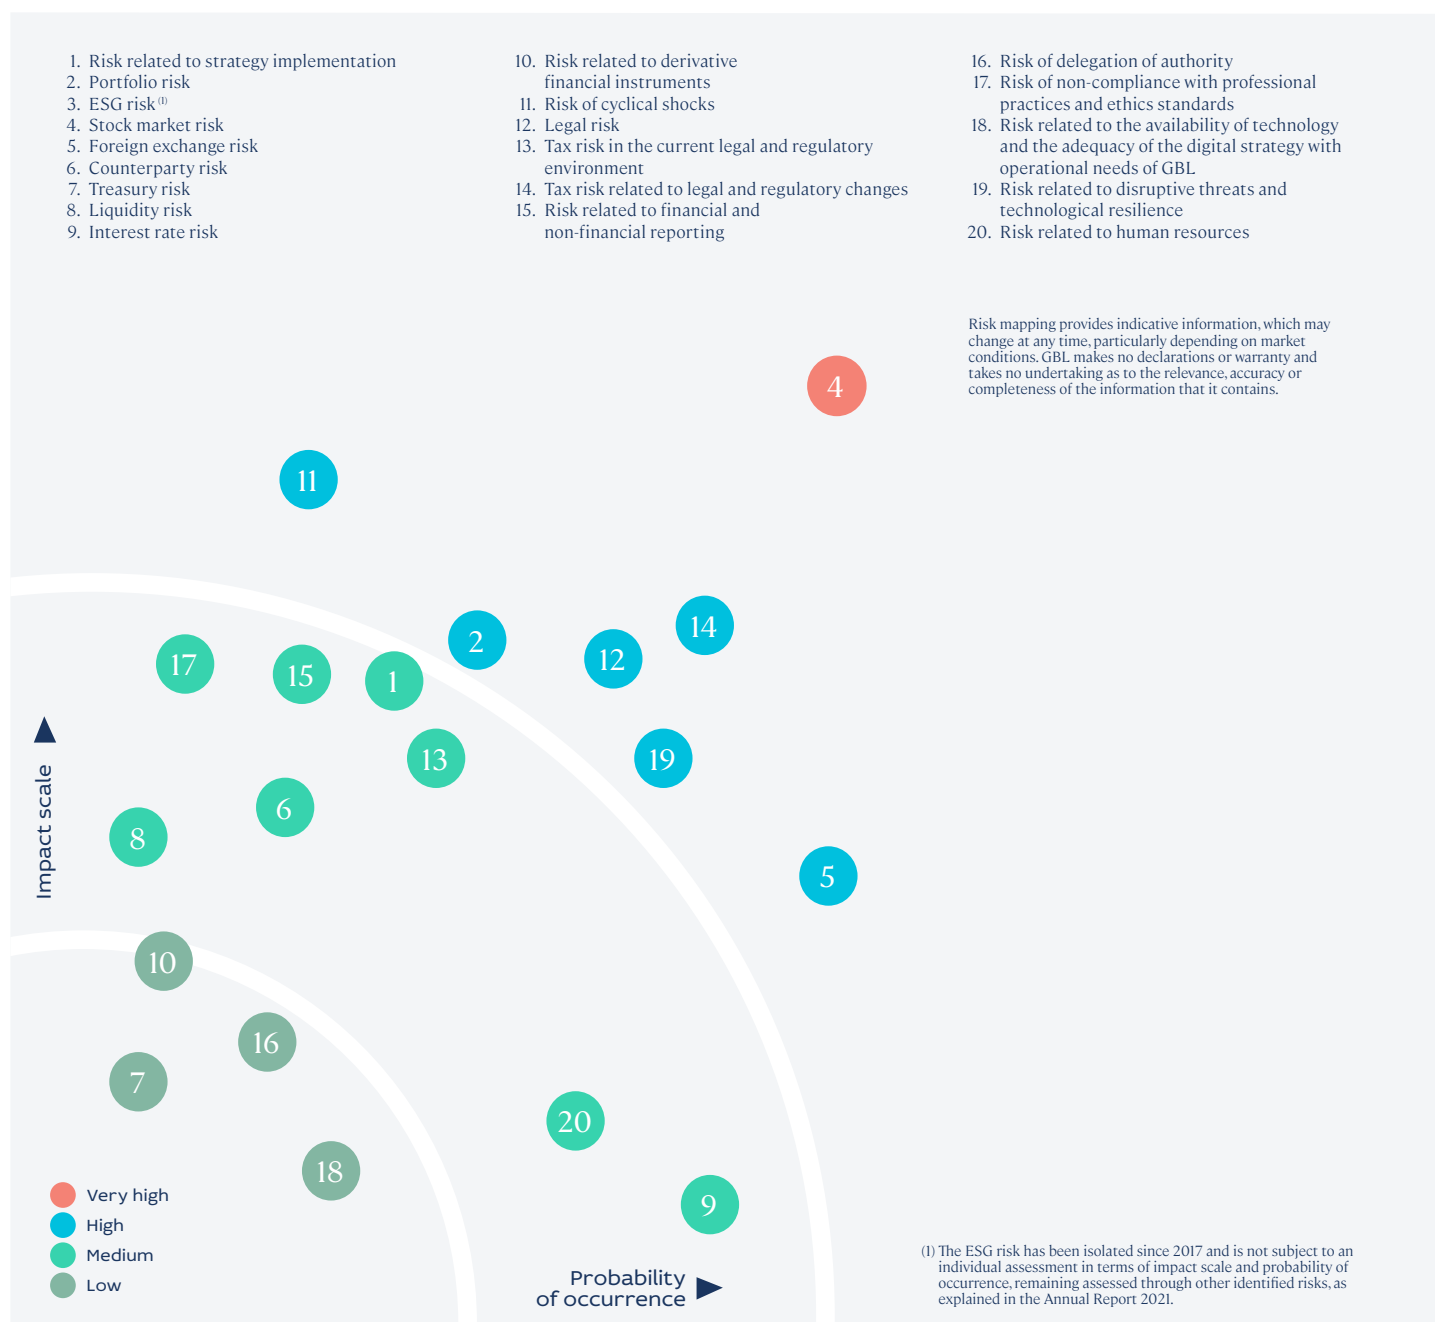 1. Risk related to strategy implementation
2. Portfolio risk
3. ESG risk (1)
4. Stock market risk
5. Foreign exchange risk
6. Counterparty risk
7. Treasury risk
8. Liquidity risk
9. Interest rate risk
10. Risk related to derivative
financial instruments
11. Risk of cyclical shocks
12. Legal risk
13. Tax risk in the current legal and regulatory
environment
14. Tax risk related to legal and regulatory changes
15. Risk related to financial and
non-financial reporting
16. Risk of delegation of authority
17. Risk of non-compliance with professional
practices and ethics standards
18. Risk related to the availability of technology
and the adequacy of the digital strategy with
operational needs of GBL
19. Risk related to disruptive threats and
technological resilience
20. Risk related to human resources
Risk mapping provides indicative information, which may
change at any time, particularly depending on market
conditions. GBL makes no declarations or warranty and
takes no undertaking as to the relevance, accuracy or
completeness of the information that it contains.
4
11
14
2
12
17
15
1
13
19
6
8
5
10
16
7
20
18
9
Impact scale
Very high
High
Medium
Low
Probability
of occurrence
(1) The ESG risk has been isolated since 2017 and is not subject to an
individual assessment in terms of impact scale and probability of
occurrence, remaining assessed through other identified risks, as
explained in the Annual Report 2021.